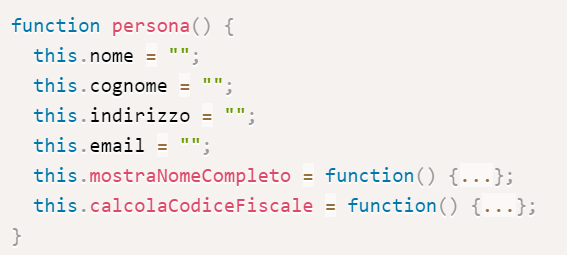 function persona() {
this.nome = "";
this.cognome = "";
this.indirizzo = "";
this.email = "";
this.mostraNomeCompleto = function() {...};
this.calcolaCodiceFiscale = function() {...};
}